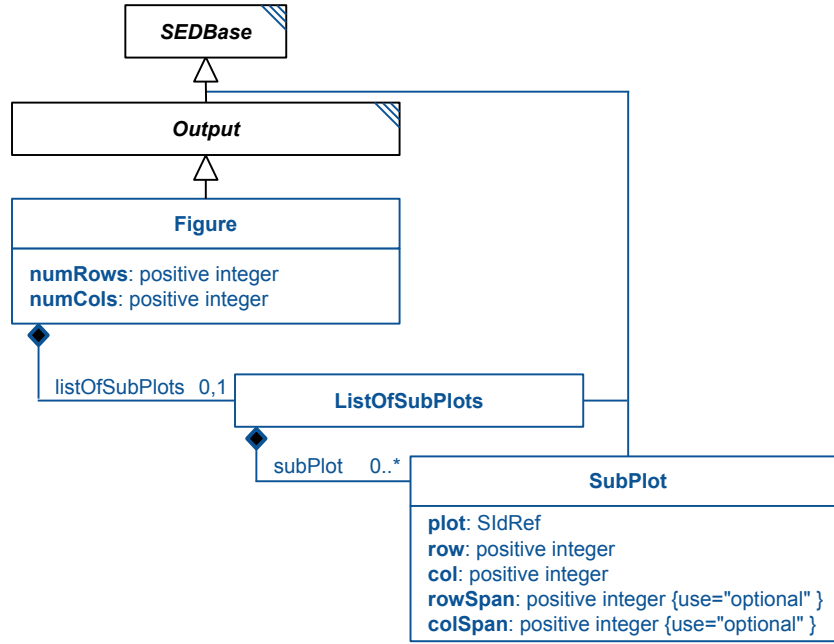 SEDBase
Output
Figure
numRows: positive integer
numCols: positive integer
listOfSubPlots 0,1
ListOfSubPlots
subPlot 0..*
SubPlot
plot: SIdRef
row: positive integer
col: positive integer
rowSpan: positive integer {use="optional" }
colSpan: positive integer {use="optional" }